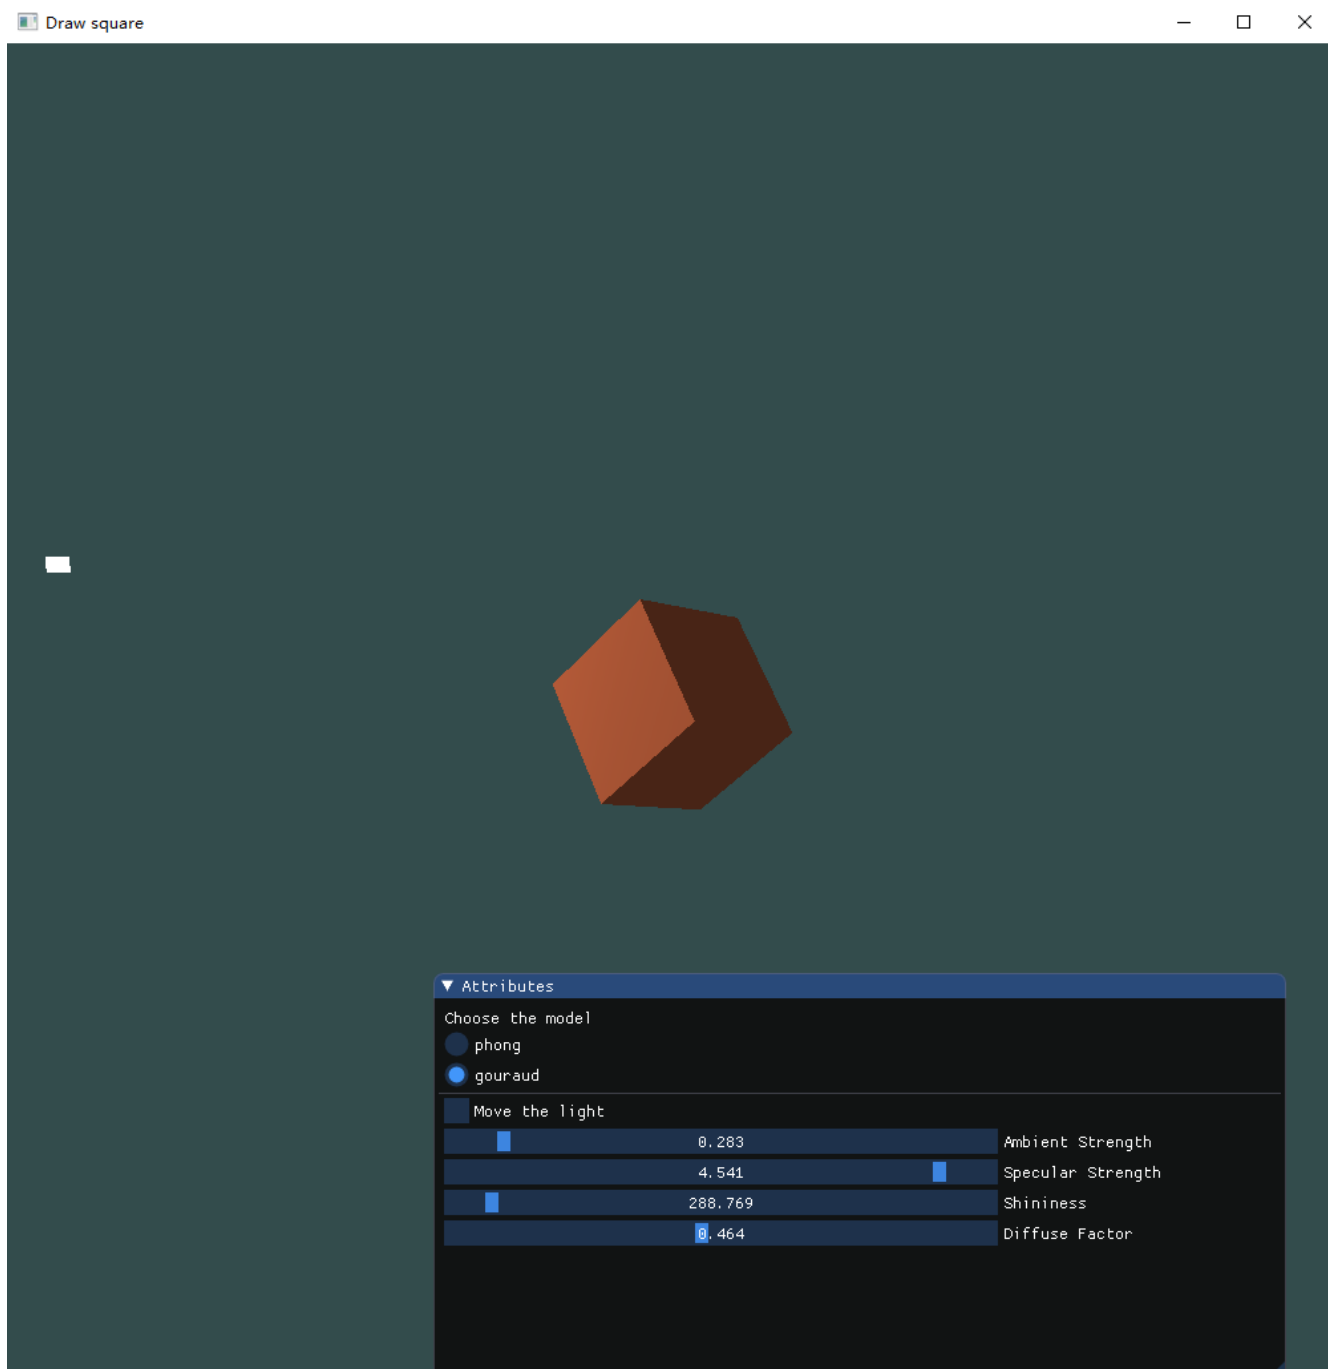 Draw square
Attributes
Choose the model
phong
gouraud
Move the light
0.283 Ambient Strength
4.541 Specular Strength
288.769 Shininess
0.464 Diffuse Factor